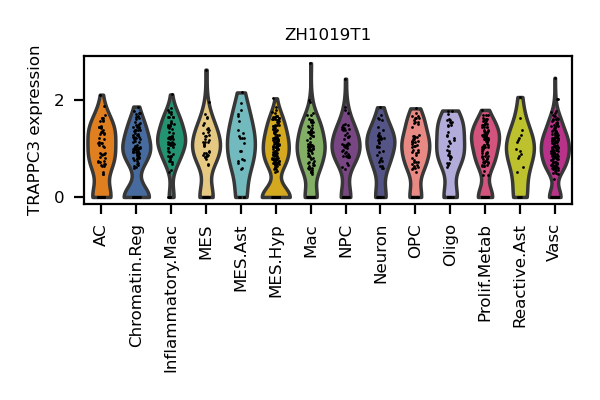 ZH1019T1
TRAPPC3 expression
2
0
AC
Chromatin.Reg
Inflammatory.Mac
MES
MES.Ast
MES.Hyp
Mac
NPC
Neuron
OPC
Oligo
Prolif.Metab
Reactive.Ast
Vasc